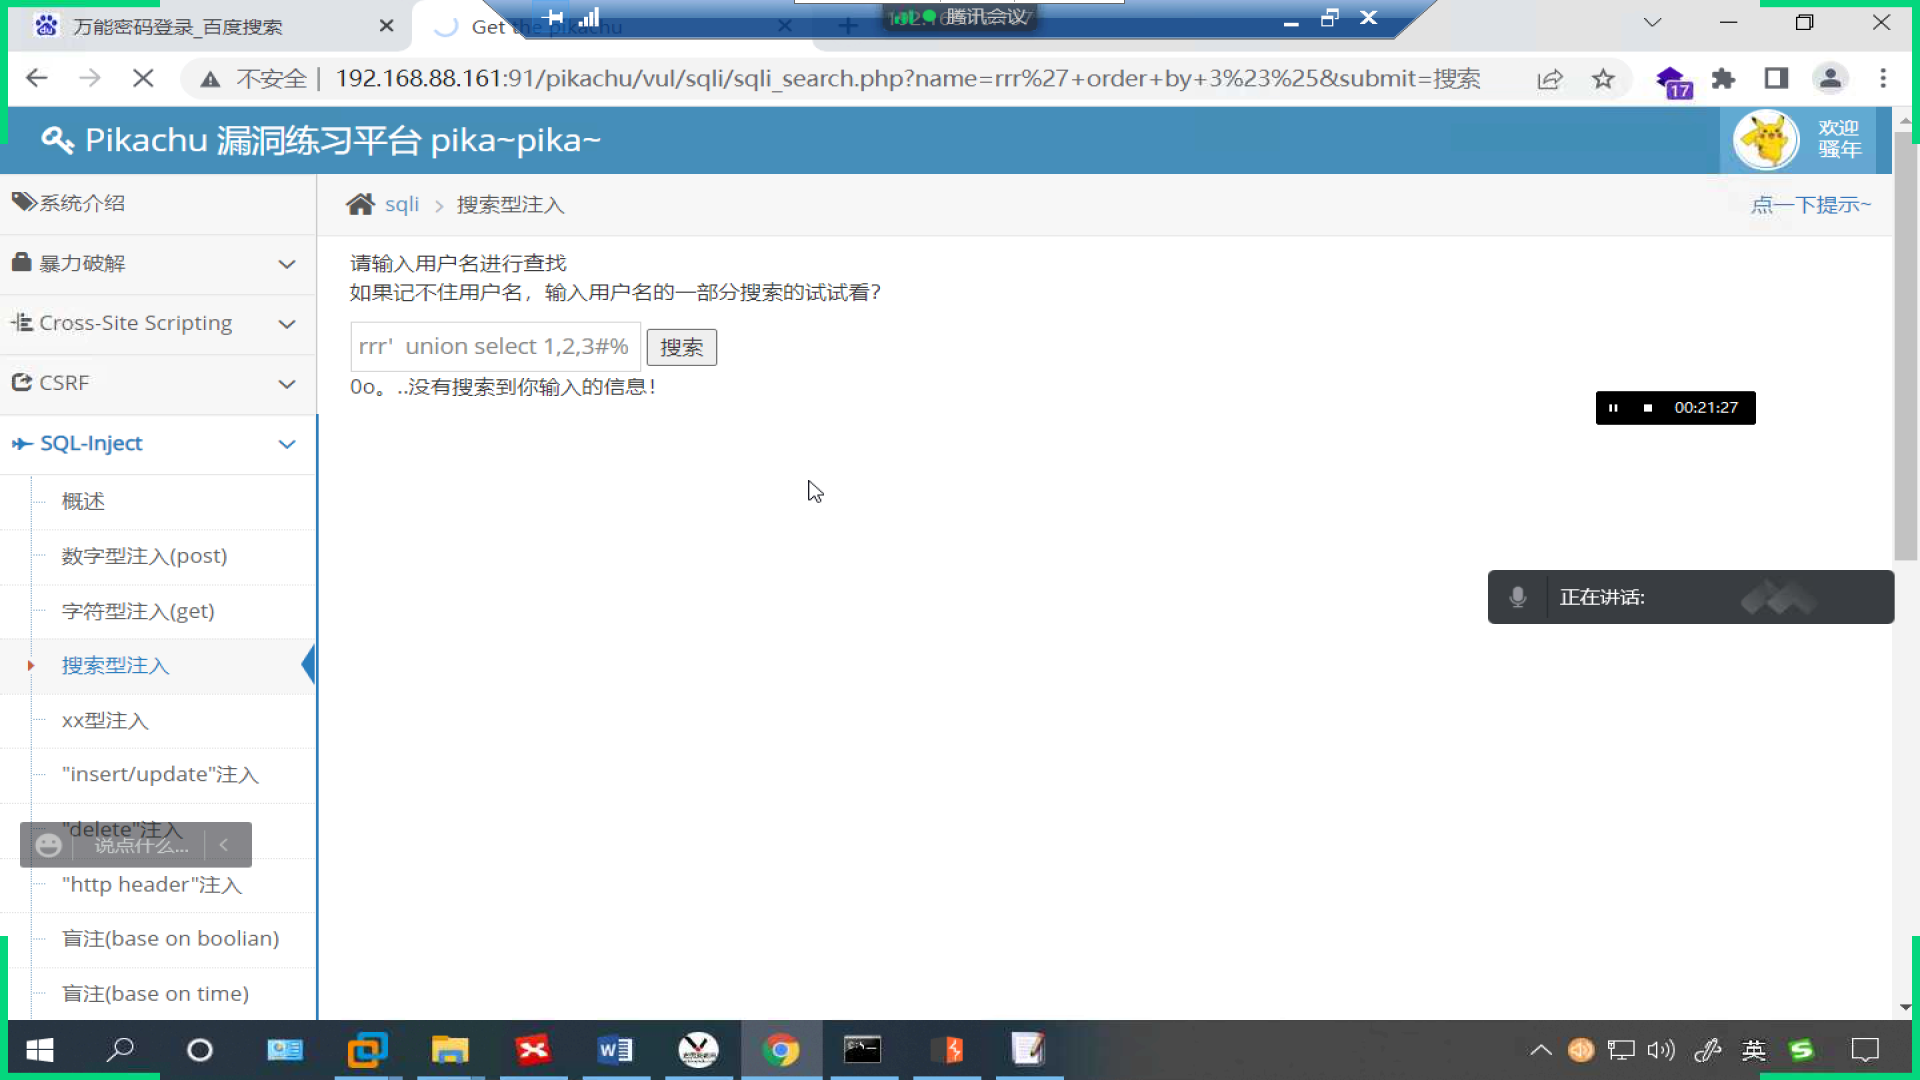 万能密码登录_百度搜索
Get the pikachu
腾讯会议
不安全
192.168.88.161:91/pikachu/vul/sqli/sqli_search.php?name=rrr%27+order+by+3%23%25&submit=搜索
17
Pikachu 漏洞练习平台 pika~pika~
欢迎
骚年
系统介绍
sqli > 搜索型注入
点一下提示~
暴力破解
请输入用户名进行查找
如果记不住用户名，输入用户名的一部分搜索的试试看？
Cross-Site Scripting
rrr'  union select 1,2,3#%
搜索
CSRF
0o。..没有搜索到你输入的信息！
00:21:27
SQL-Inject
概述
数字型注入(post)
字符型注入(get)
正在讲话:
搜索型注入
xx型注入
"insert/update"注入
"delete"注入
说点什么...
"http header"注入
盲注(base on boolian)
盲注(base on time)
英